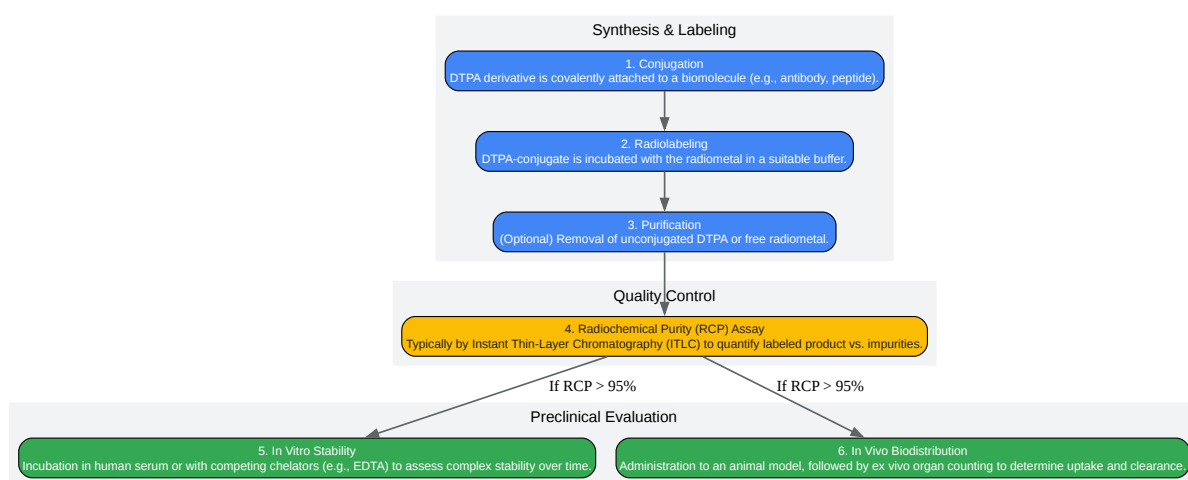 Synthesis & Labeling
1. Conjugation
DTPA derivative is covalently attached to a biomolecule (e.g., antibody, peptide).
2. Radiolabeling
DTPA-conjugate is incubated with the radiometal in a suitable buffer.
3. Purification
(Optional) Removal of unconjugated DTPA or free radiometal.
Quality Control
4. Radiochemical Purity (RCP) Assay
Typically by Instant Thin-Layer Chromatography (ITLC) to quantify labeled product vs. impurities.
If RCP > 95%
If RCP > 95%
Preclinical Evaluation
5. In Vitro Stability
Incubation in human serum or with competing chelators (e.g., EDTA) to assess complex stability over time.
6. In Vivo Biodistribution
Administration to an animal model, followed by ex vivo organ counting to determine uptake and clearance.